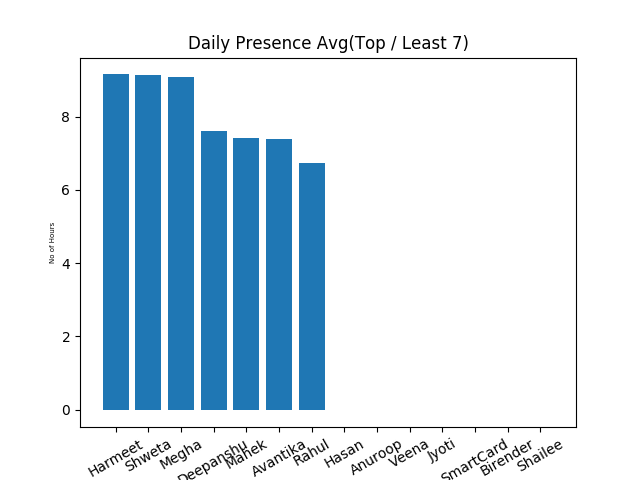 Daily Presence Avg(Top / Least 7)
No of Hours
8
6
4
2
0
Harmeet
Shweta
Megha
Deepanshu
Manek
Avantika
Rahul
Hasan
Anuroop
Veena
Jyoti
SmartCard
Birender
Shailee